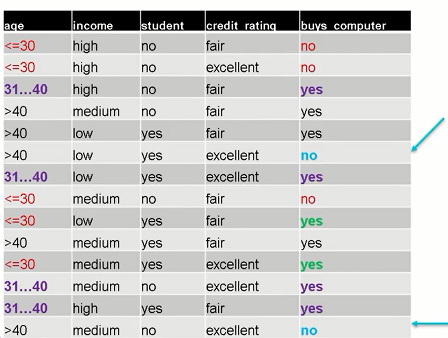 age income student credit rating buys computer
<=30 high no fair no
<=30 high no excellent no
31…40 high no fair yes
>40 medium no fair yes
>40 low yes fair yes
>40 low yes excellent no
31…40 low yes excellent yes
<=30 medium no fair no
<=30 low yes fair yes
>40 medium yes fair yes
<=30 medium yes excellent yes
31…40 medium no excellent yes
31…40 high yes fair yes
>40 medium no excellent no